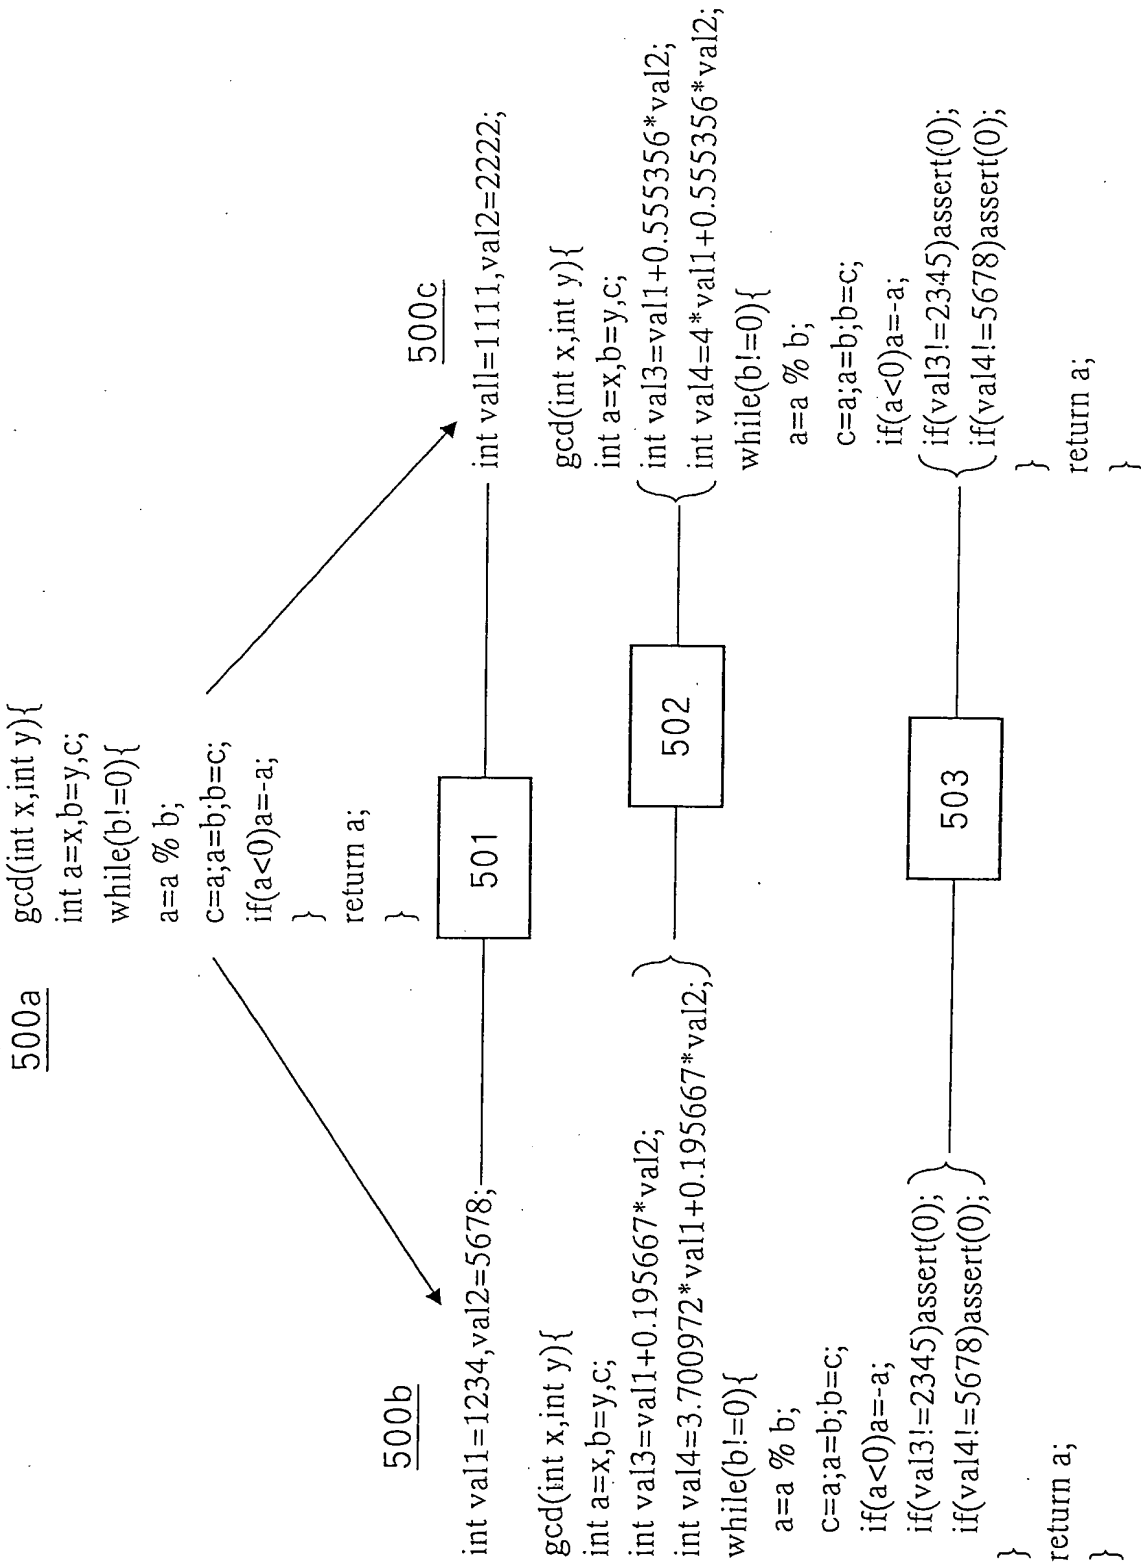 500a
gcd(int x,int y){
int a=x,b=y,c;
while(b!=0){
a=a % b;
c=a;a=b;b=c;
if(a<0)a=-a;
}
return a;
}
500b
int val1=1234,val2=5678;
gcd(int x,int y){
int a=x,b=y,c;
int val3=val1+0.195667*val2;
int val4=3.700972*val1+0.195667*val2;
while(b!=0){
a=a % b;
c=a;a=b;b=c;
if(a<0)a=-a;
if(val3!=2345)assert(0);
if(val4!=5678)assert(0);
}
return a;
}
501
502
503
500c
int val1=1111,val2=2222;
gcd(int x,int y){
int a=x,b=y,c;
int val3=val1+0.555356*val2;
int val4=4*val1+0.555356*val2;
while(b!=0){
a=a % b;
c=a;a=b;b=c;
if(a<0)a=-a;
if(val3!=2345)assert(0);
if(val4!=5678)assert(0);
}
return a;
}